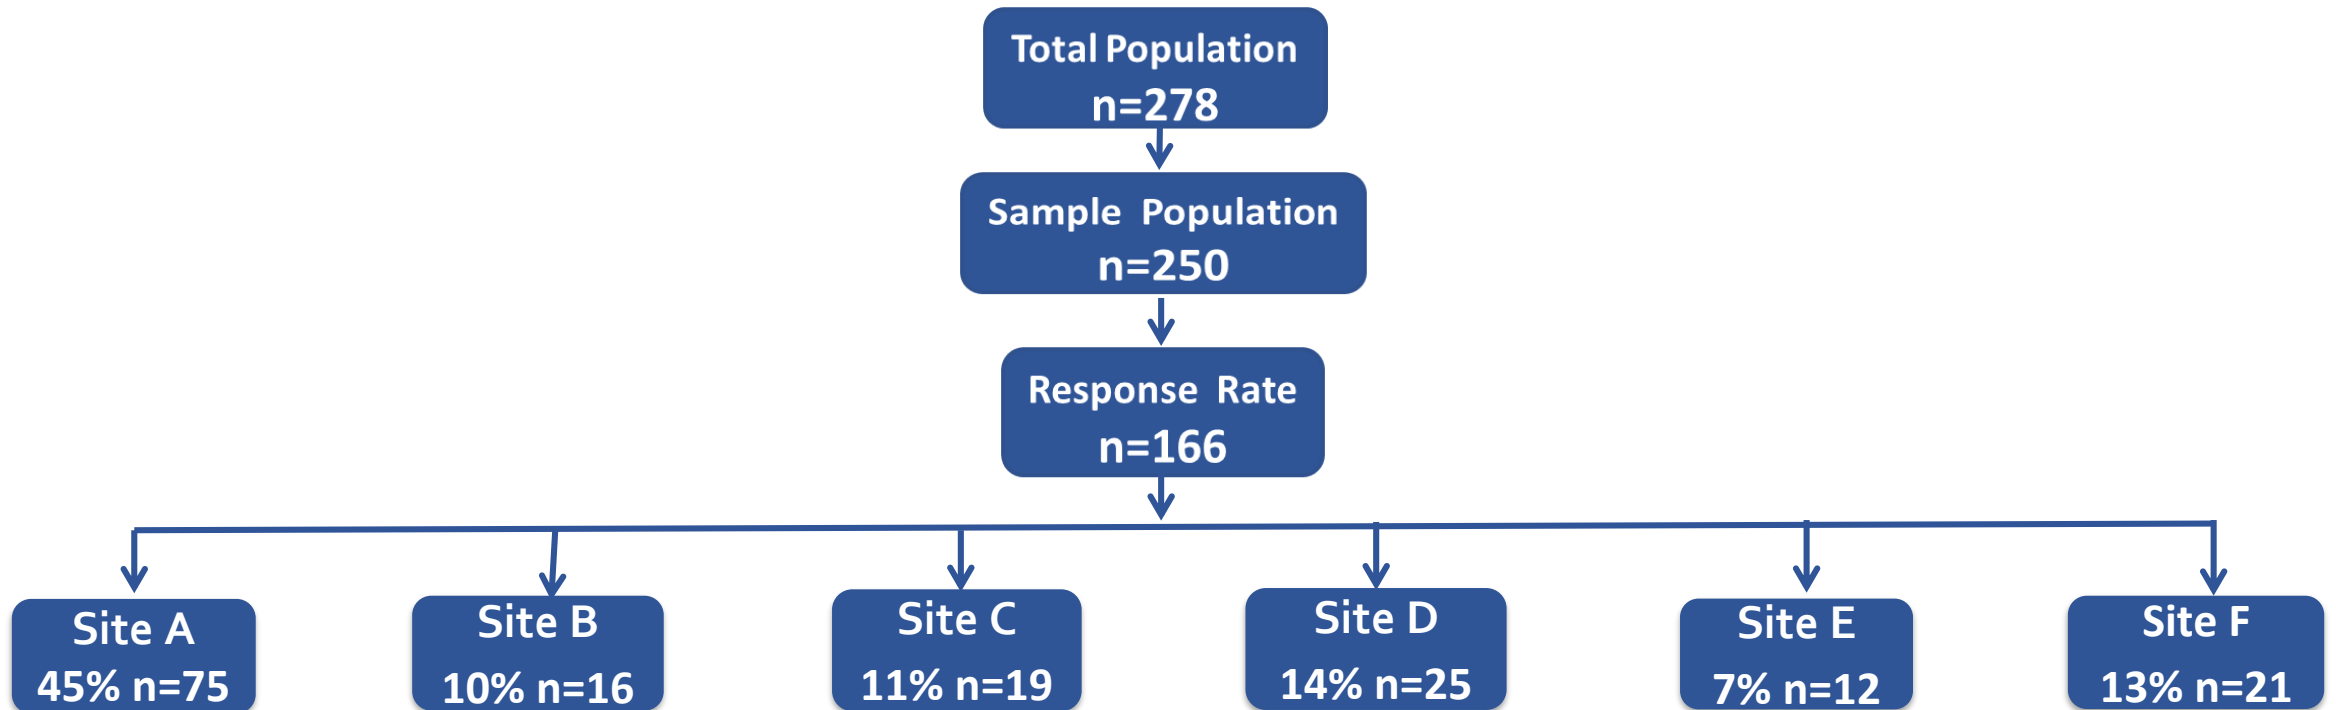 Total Population
n=278
Sample Population
n=250
Response Rate
n=166
Site A
45% n=75
Site B
10% n=16
Site C
11% n=19
Site D
14% n=25
Site E
7% n=12
Site F
13% n=21